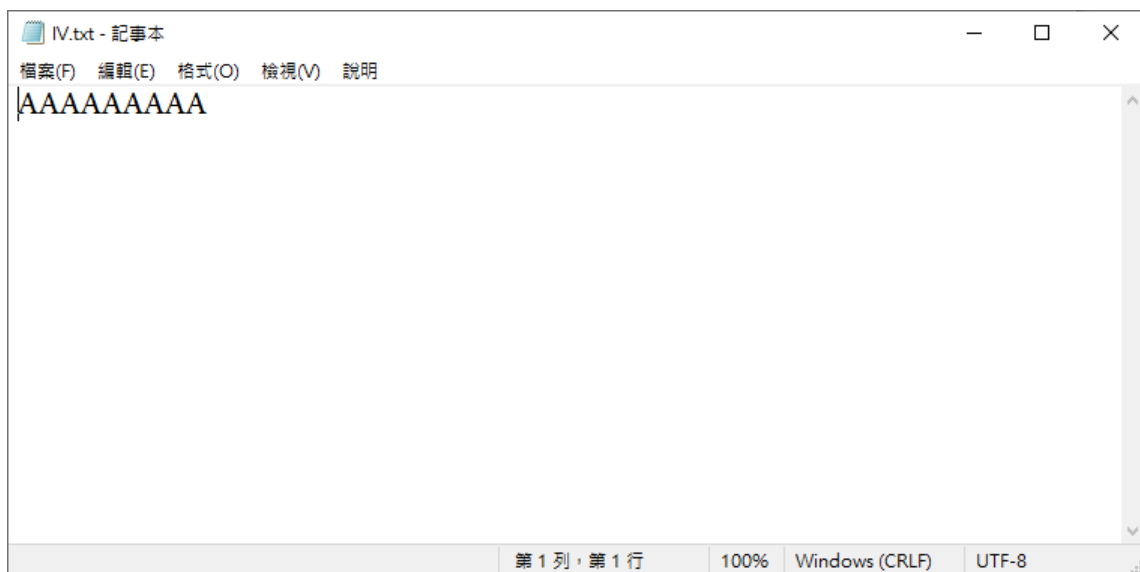 IV.txt - 記事本
檔案(F) 編輯(E) 格式(O) 檢視(V) 說明
AAAAAAAAA
第 1 列，第 1 行 100% Windows (CRLF) UTF-8